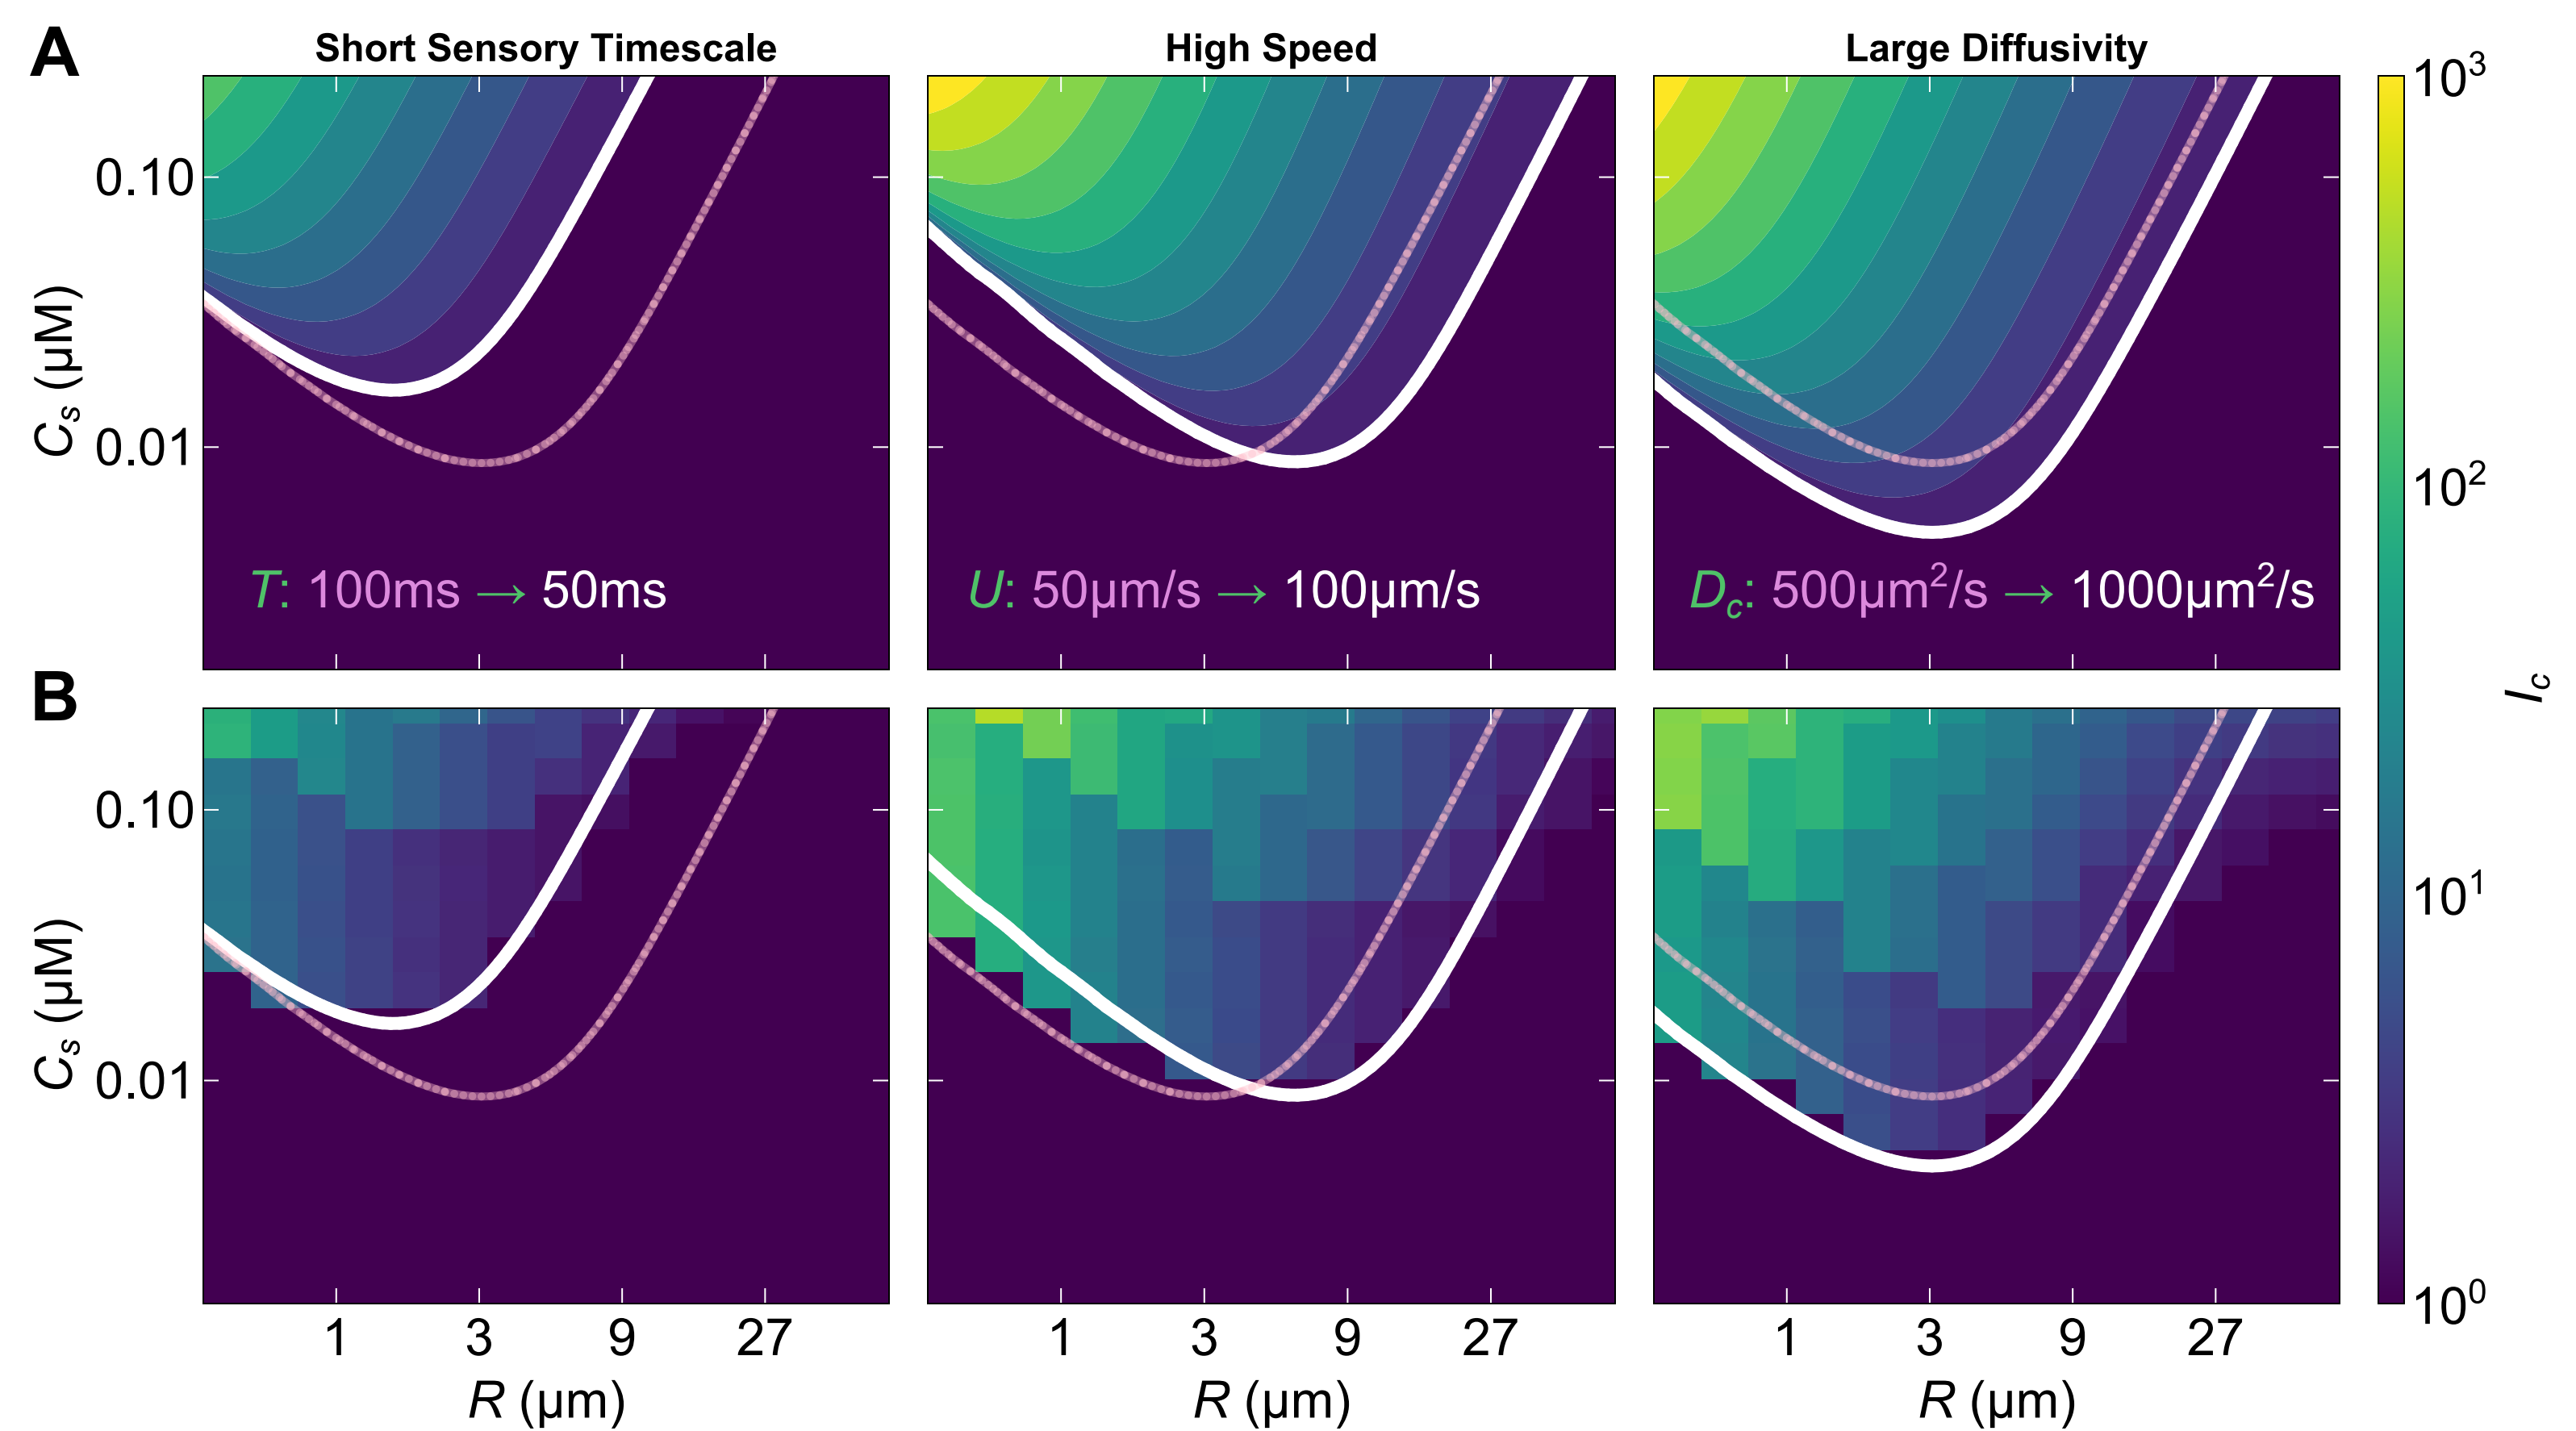 A
Short Sensory Timescale
High Speed
Large Diffusivity
10³
0.10
0.01
C_s (μM)
T: 100ms → 50ms
U: 50μm/s → 100μm/s
D_c: 500μm²/s → 1000μm²/s
10²
I_c
B
0.10
0.01
C_s (μM)
10¹
10⁰
1 3 9 27
1 3 9 27
1 3 9 27
R (μm)
R (μm)
R (μm)